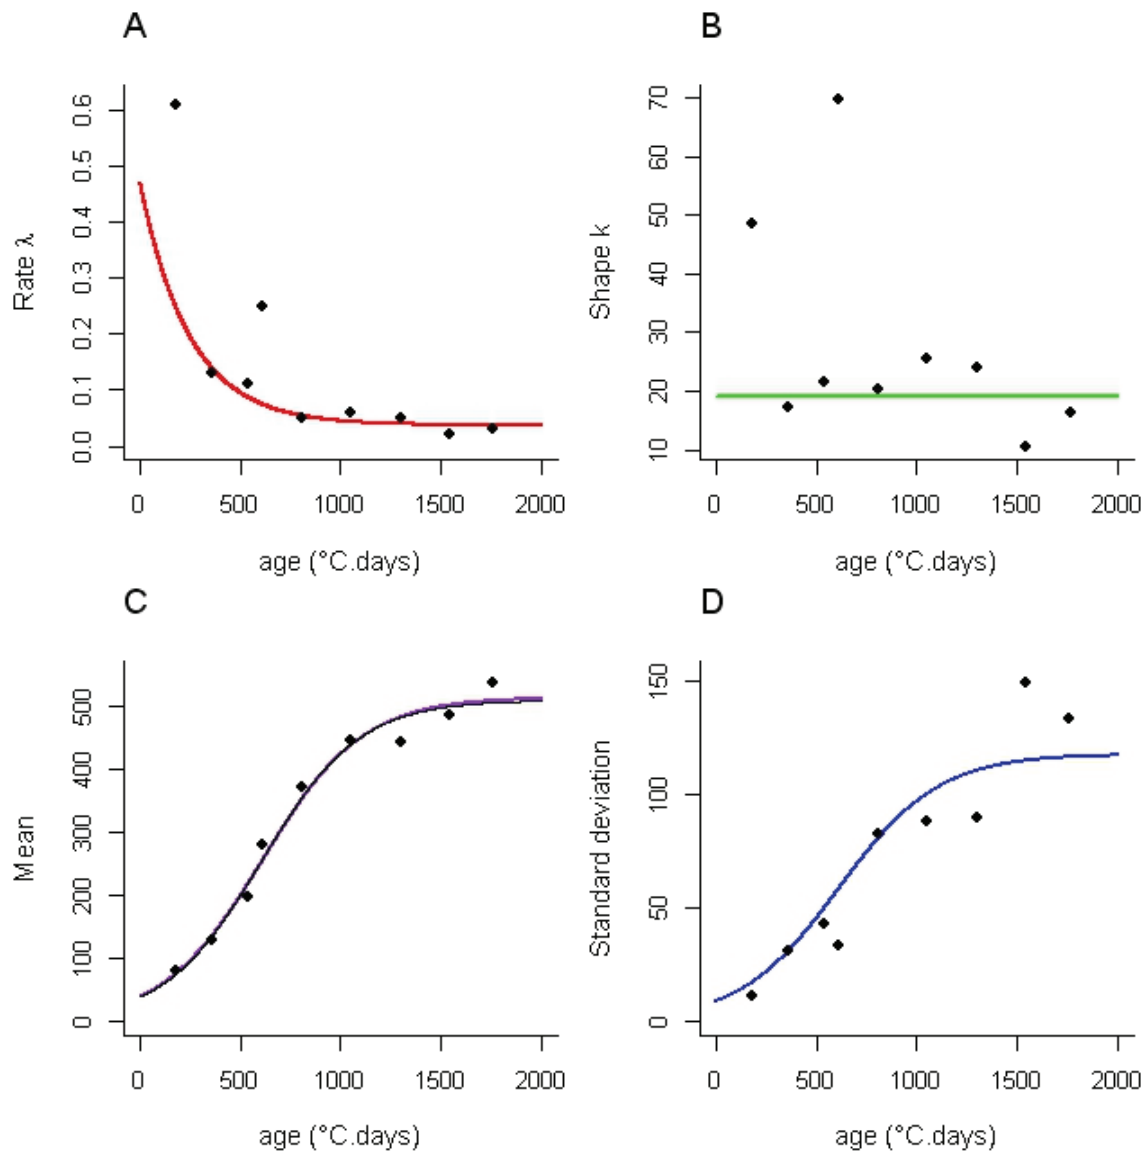 A
Rate λ
0.0 0.1 0.2 0.3 0.4 0.5 0.6
0 500 1000 1500 2000
age (°C.days)
B
Shape k
10 20 30 40 50 60 70
0 500 1000 1500 2000
age (°C.days)
C
Mean
0 100 200 300 400 500
0 500 1000 1500 2000
age (°C.days)
D
Standard deviation
0 50 100 150
0 500 1000 1500 2000
age (°C.days)